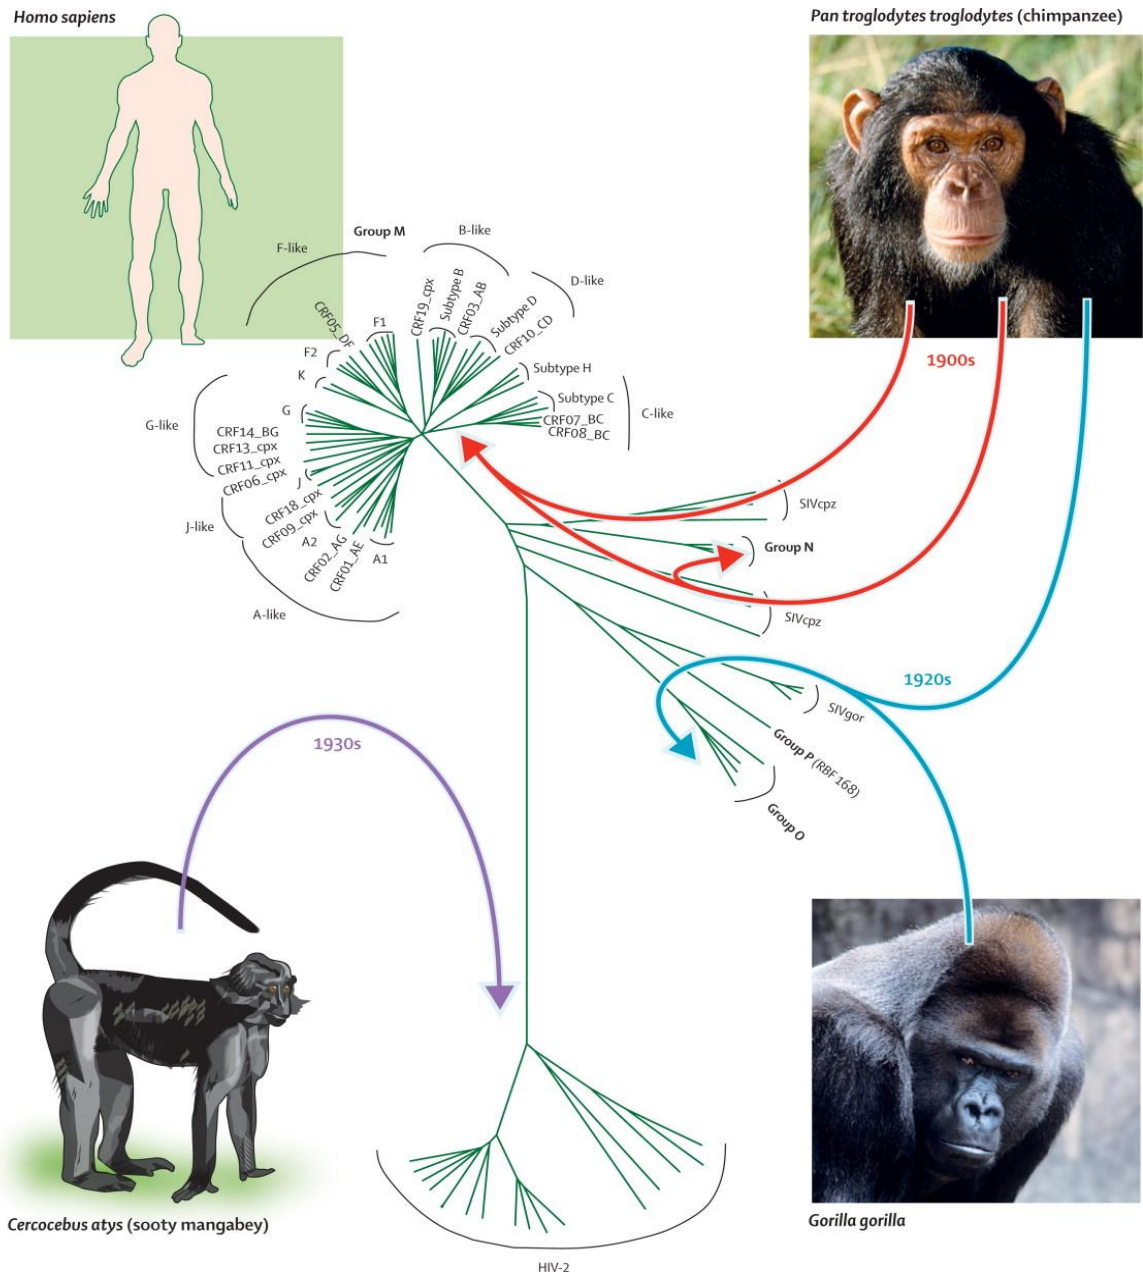 Homo sapiens
Pan troglodytes troglodytes (chimpanzee)
Group M
B-like
F-like
D-like
CRF19_cpx
Subtype B
CRF03_AB
Subtype D
CRF10_CD
CRF05_DF
F1
F2
K
Subtype H
Subtype C
CRF07_BC
CRF08_BC
C-like
1900s
G
G-like
CRF14_BG
CRF13_cpx
CRF11_cpx
CRF06_cpx
J
CRF18_cpx
CRF09_cpx
J-like
A2
CRF02_AG
CRF01_AE
A1
A-like
SIVcpz
Group N
SIVcpz
1920s
SIVgor
Group P (RBF168)
Group O
1930s
Cercocebus atys (sooty mangabey)
Gorilla gorilla
HIV-2